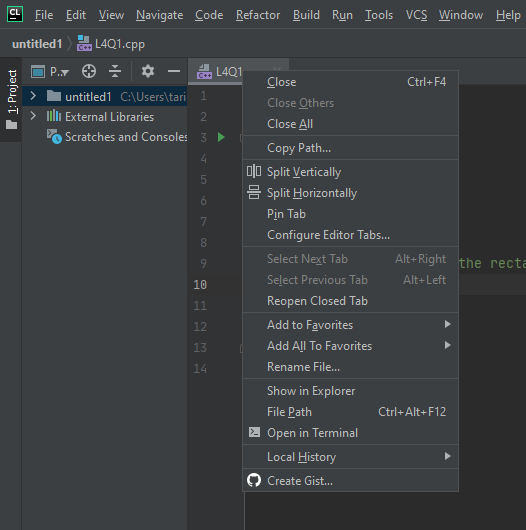 CL File Edit View Navigate Code Refactor Build Run Tools VCS Window Help
untitled1 L4Q1.cpp
1: Project
P.. L4Q1
untitled1 C:\Users\tari
External Libraries
Scratches and Consoles
1
2
3
4
5
6
7
8
9 the recta
10
11
12
13
14
Close Ctrl+F4
Close Others
Close All
Copy Path...
Split Vertically
Split Horizontally
Pin Tab
Configure Editor Tabs...
Select Next Tab Alt+Right
Select Previous Tab Alt+Left
Reopen Closed Tab
Add to Favorites
Add All To Favorites
Rename File...
Show in Explorer
File Path Ctrl+Alt+F12
Open in Terminal
Local History
Create Gist...